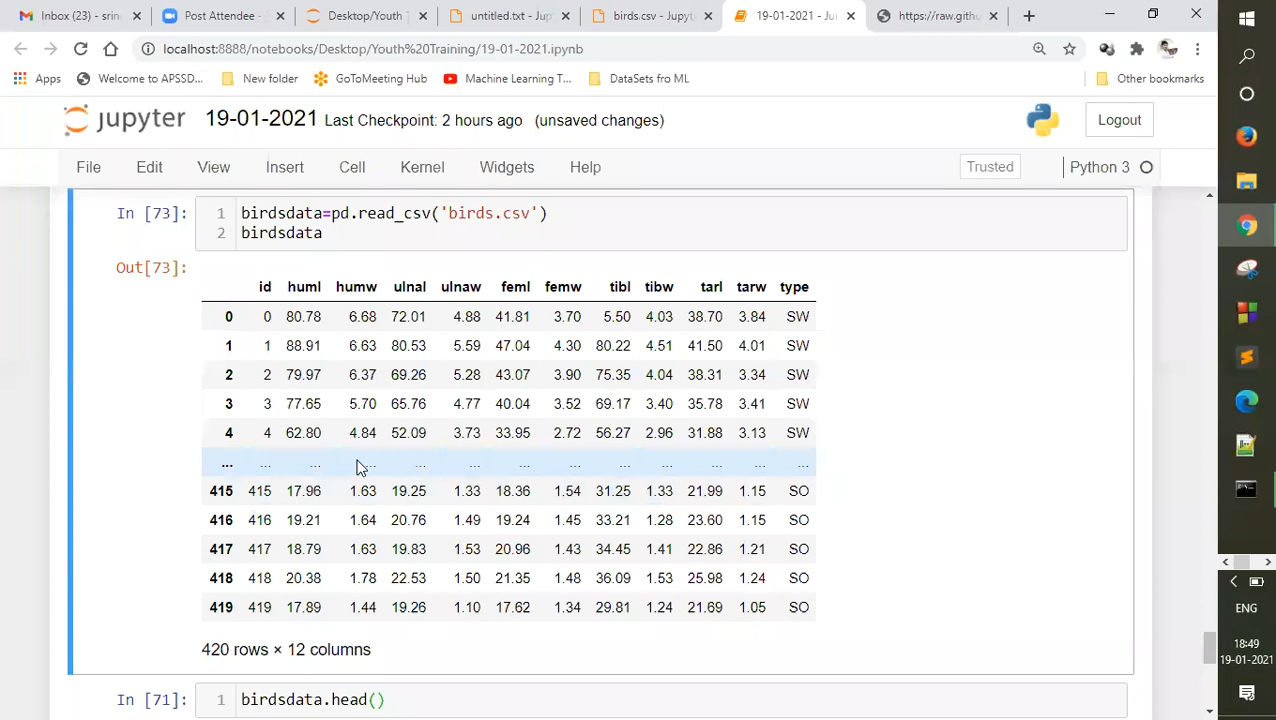 Inbox (23) - srin
Post Attendee -
Desktop/Youth
untitled.txt - Jup
birds.csv - Jupyte
19-01-2021 - Ju
https://raw.githu
localhost:8888/notebooks/Desktop/Youth%20Training/19-01-2021.ipynb
Apps
Welcome to APSSD...
New folder
GoToMeeting Hub
Machine Learning T...
DataSets fro ML
Other bookmarks
jupyter 19-01-2021 Last Checkpoint: 2 hours ago (unsaved changes)
Logout
File Edit View Insert Cell Kernel Widgets Help
Trusted
Python 3
In [73]: 1 birdsdata=pd.read_csv('birds.csv')
2 birdsdata
Out[73]:
id huml humw ulnal ulnaw feml femw tibl tibw tarl tarw type
0 0 80.78 6.68 72.01 4.88 41.81 3.70 5.50 4.03 38.70 3.84 SW
1 1 88.91 6.63 80.53 5.59 47.04 4.30 80.22 4.51 41.50 4.01 SW
2 2 79.97 6.37 69.26 5.28 43.07 3.90 75.35 4.04 38.31 3.34 SW
3 3 77.65 5.70 65.76 4.77 40.04 3.52 69.17 3.40 35.78 3.41 SW
4 4 62.80 4.84 52.09 3.73 33.95 2.72 56.27 2.96 31.88 3.13 SW
... ... ... ... ... ... ... ... ... ... ... ... ...
415 415 17.96 1.63 19.25 1.33 18.36 1.54 31.25 1.33 21.99 1.15 SO
416 416 19.21 1.64 20.76 1.49 19.24 1.45 33.21 1.28 23.60 1.15 SO
417 417 18.79 1.63 19.83 1.53 20.96 1.43 34.45 1.41 22.86 1.21 SO
418 418 20.38 1.78 22.53 1.50 21.35 1.48 36.09 1.53 25.98 1.24 SO
419 419 17.89 1.44 19.26 1.10 17.62 1.34 29.81 1.24 21.69 1.05 SO
420 rows × 12 columns
In [71]: 1 birdsdata.head()
ENG
18:49
19-01-2021